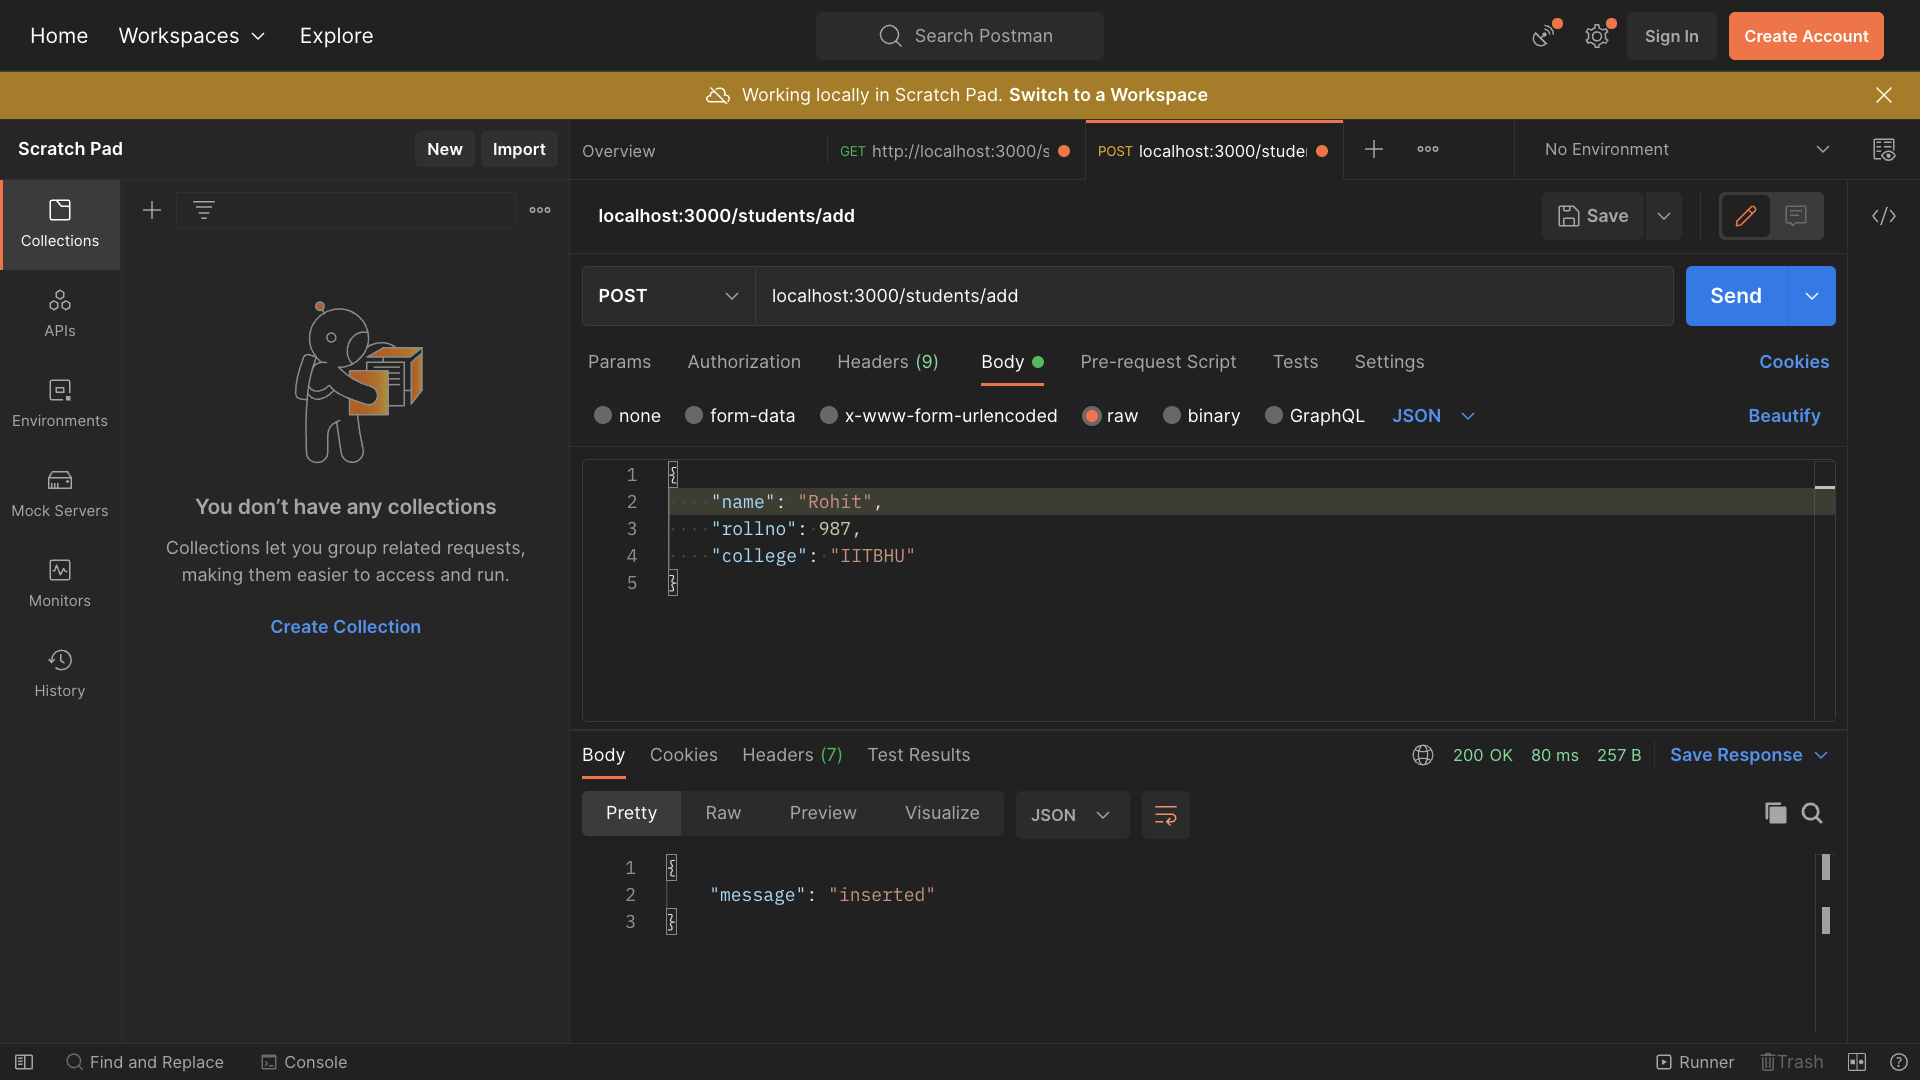 Home Workspaces Explore Search Postman Sign In Create Account
Working locally in Scratch Pad. Switch to a Workspace
Scratch Pad New Import Overview GET http://localhost:3000/s POST localhost:3000/stude No Environment
localhost:3000/students/add Save
Collections
APIs
Environments
Mock Servers
Monitors
History
You don’t have any collections
Collections let you group related requests,
making them easier to access and run.
Create Collection
POST localhost:3000/students/add Send
Params Authorization Headers (9) Body Pre-request Script Tests Settings Cookies
none form-data x-www-form-urlencoded raw binary GraphQL JSON Beautify
1 {
2 "name": "Rohit",
3 "rollno": 987,
4 "college": "IITBHU"
5 }
Body Cookies Headers (7) Test Results 200 OK 80 ms 257 B Save Response
Pretty Raw Preview Visualize JSON
1 {
2 "message": "inserted"
3 }
Find and Replace Console Runner Trash